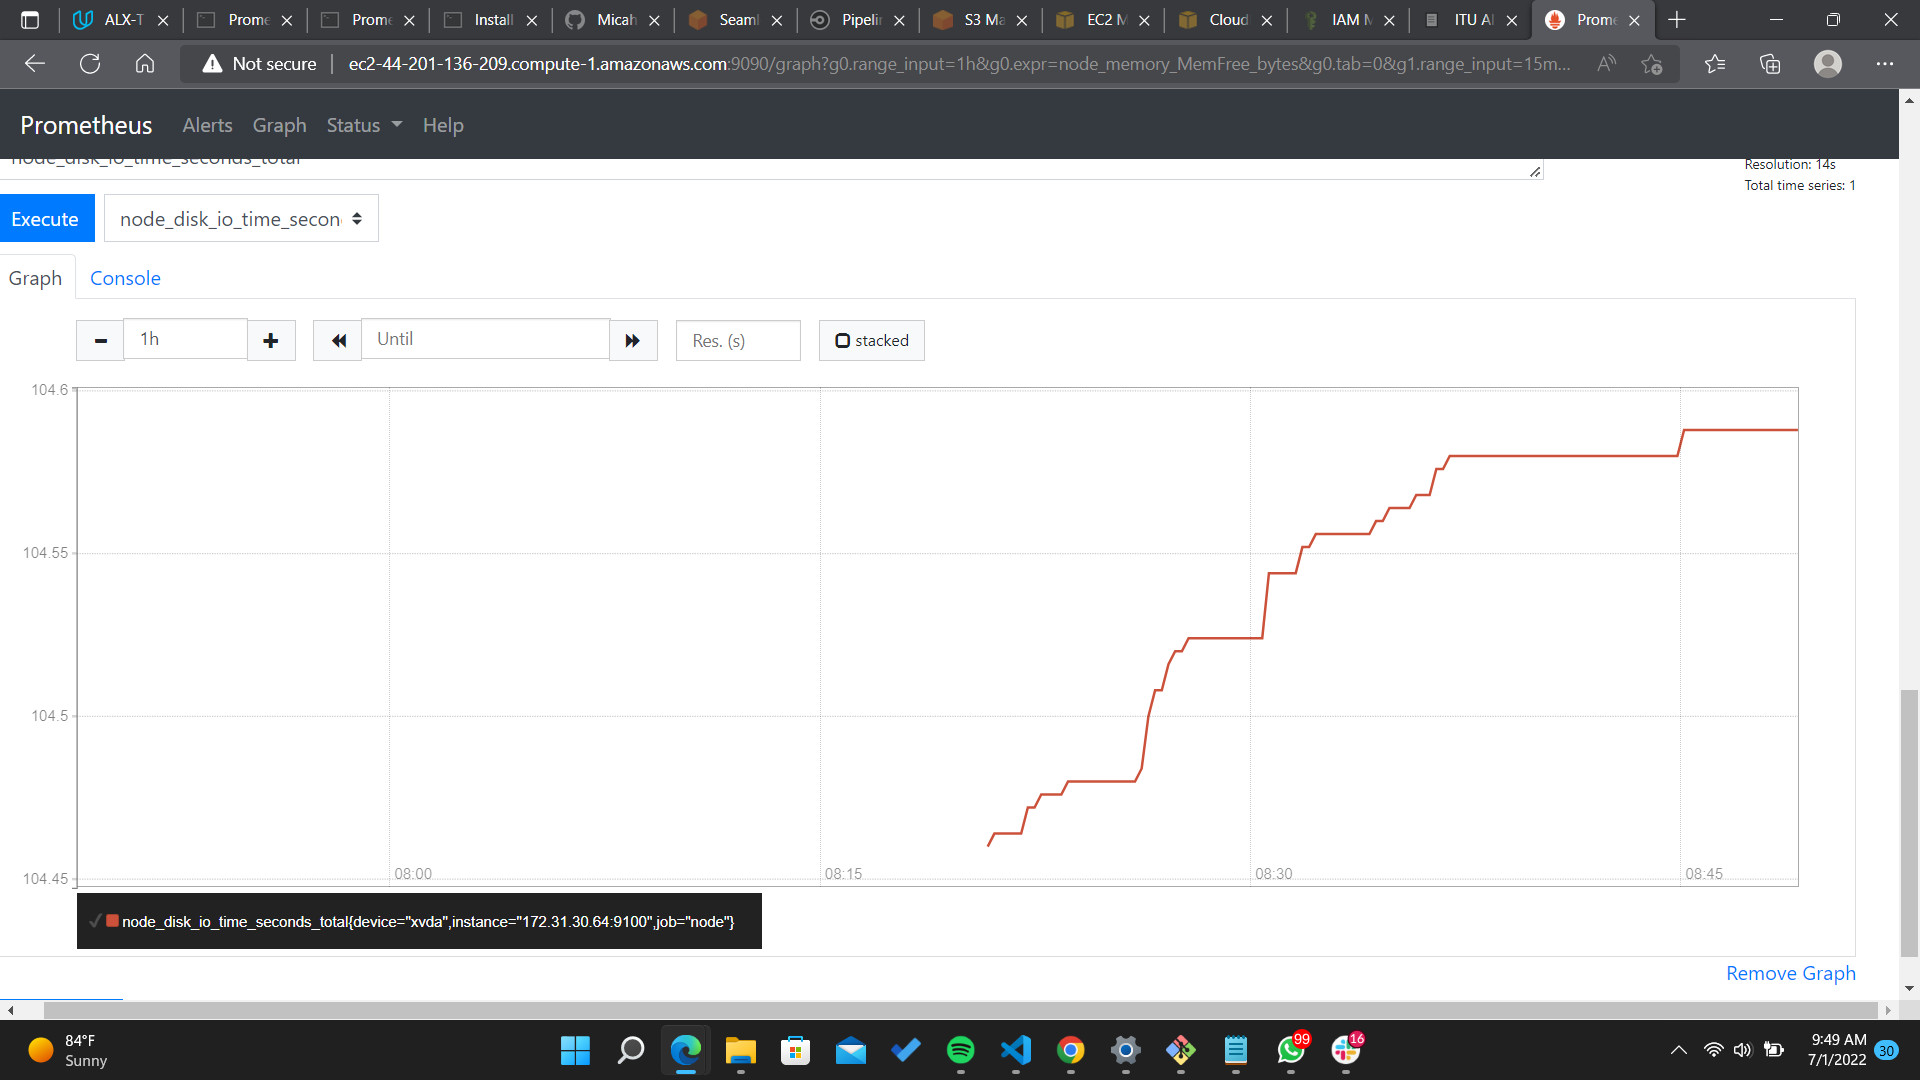 ALX-T
Prome
Prome
Install
Micah
Seaml
Pipelin
S3 Ma
EC2 M
Cloud
IAM M
ITU Al
Prome
Not secure
ec2-44-201-136-209.compute-1.amazonaws.com:9090/graph?g0.range_input=1h&g0.expr=node_memory_MemFree_bytes&g0.tab=0&g1.range_input=15m...
Prometheus Alerts Graph Status Help
node_disk_io_time_seconds_total
Resolution: 14s
Total time series: 1
Execute
node_disk_io_time_secon
Graph Console
1h
Until
Res. (s)
stacked
104.6
104.55
104.5
104.45
08:00
08:15
08:30
08:45
node_disk_io_time_seconds_total{device="xvda",instance="172.31.30.64:9100",job="node"}
Remove Graph
84°F
Sunny
99
16
9:49 AM
7/1/2022
30